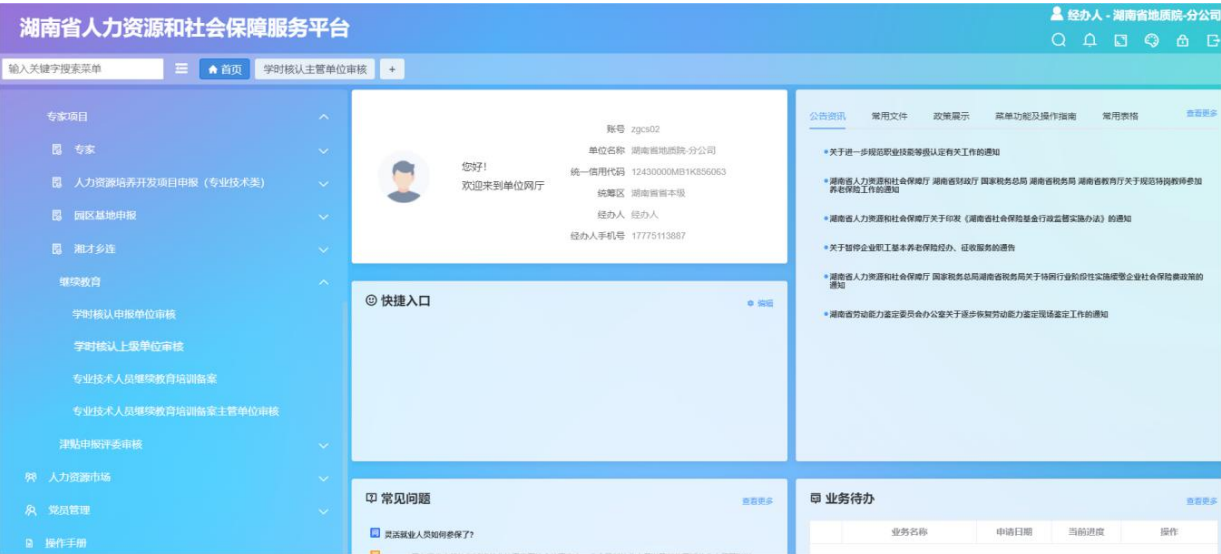 湖南省人力资源和社会保障服务平台
经办人 - 湖南省地质院-分公司
输入关键字搜索菜单
首页
学时核认主管单位审核
+
专家项目
专家
人力资源培养开发项目申报（专业技术类）
园区基地申报
湘才乡连
继续教育
学时核认申报单位审核
学时核认上级单位审核
专业技术人员继续教育培训备案
专业技术人员继续教育培训备案主管单位审核
津贴申报评委审核
人力资源市场
党员管理
操作手册
您好!
欢迎来到单位网厅
账号 zgcs02
单位名称 湖南省地质院-分公司
统一信用代码 12430000MB1K856063
统筹区 湖南省省本级
经办人 经办人
经办人手机号 17775113887
快捷入口
编辑
常见问题
查看更多
问 灵活就业人员如何参保了?
公告资讯 常用文件 政策展示 菜单功能及操作指南 常用表格 查看更多
关于进一步规范职业技能等级认定有关工作的通知
湖南省人力资源和社会保障厅 湖南省财政厅 国家税务总局 湖南省税务局 湖南省教育厅关于规范特岗教师参加
养老保险工作的通知
湖南省人力资源和社会保障厅关于印发《湖南省社会保险基金行政监督实施办法》的通知
关于暂停企业职工基本养老保险经办、征收服务的通告
湖南省人力资源和社会保障厅 国家税务总局湖南省税务局关于特困行业阶段性实施缓缴企业社会保险费政策的
通知
湖南省劳动能力鉴定委员会办公室关于逐步恢复劳动能力鉴定现场鉴定工作的通知
业务待办
查看更多
业务名称 申请日期 当前进度 操作